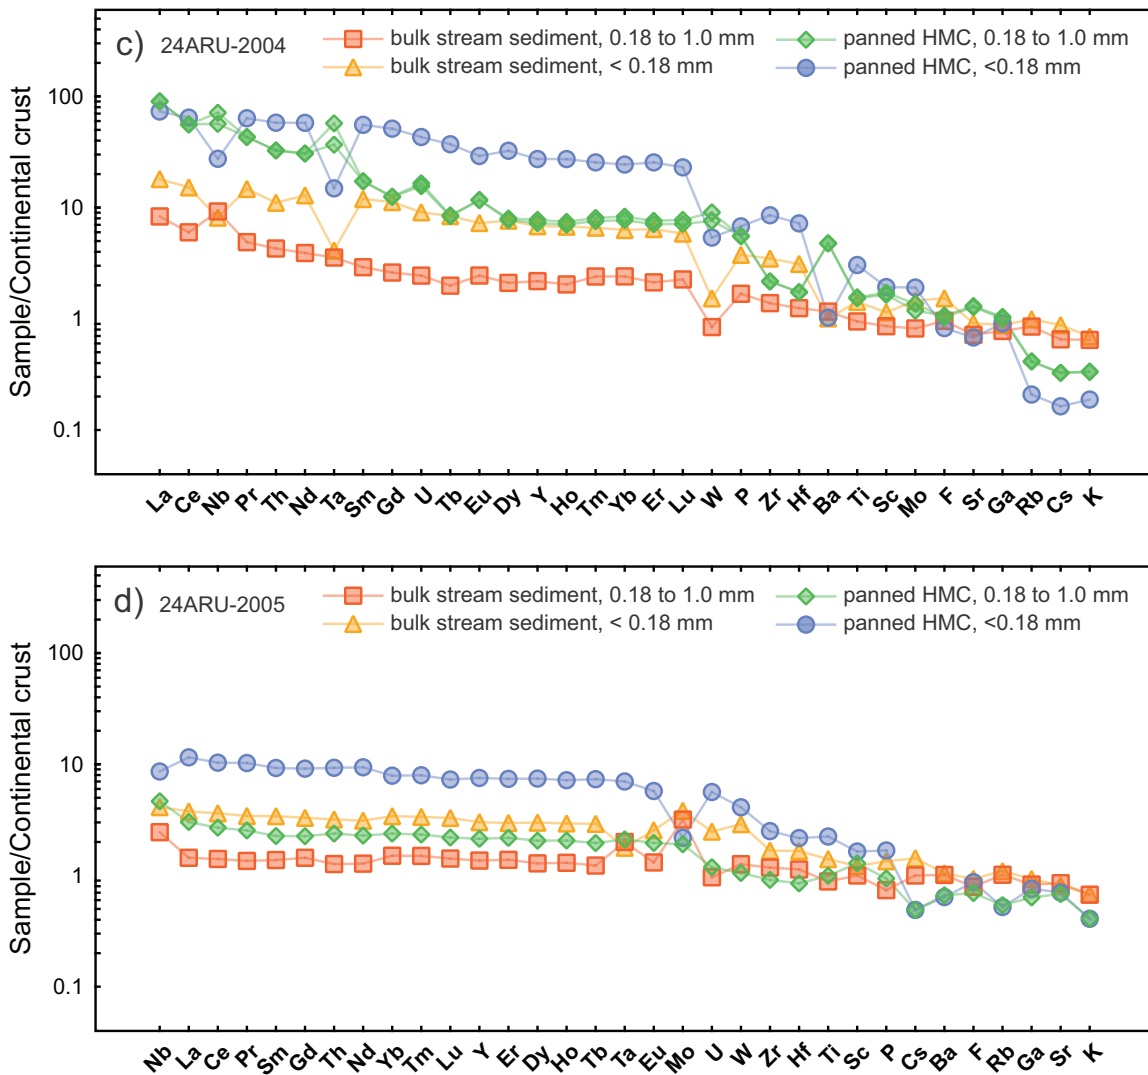 c) 24ARU-2004
bulk stream sediment, 0.18 to 1.0 mm
panned HMC, 0.18 to 1.0 mm
bulk stream sediment, < 0.18 mm
panned HMC, <0.18 mm
Sample/Continental crust
100
10
1
0.1
La Ce Nb Pr Th Nd Ta Sm Gd U Tb Eu Dy Y Ho Tm Yb Er Lu W P Zr Hf Ba Ti Sc Mo F Sr Ga Rb Cs K
d) 24ARU-2005
bulk stream sediment, 0.18 to 1.0 mm
panned HMC, 0.18 to 1.0 mm
bulk stream sediment, < 0.18 mm
panned HMC, <0.18 mm
Sample/Continental crust
100
10
1
0.1
Nb La Ce Pr Sm Gd Th Nd Yb Tm Lu Y Er Dy Ho Tb Ta Eu Mo U W Zr Hf Ti Sc P Cs Ba F Rb Ga Sr K